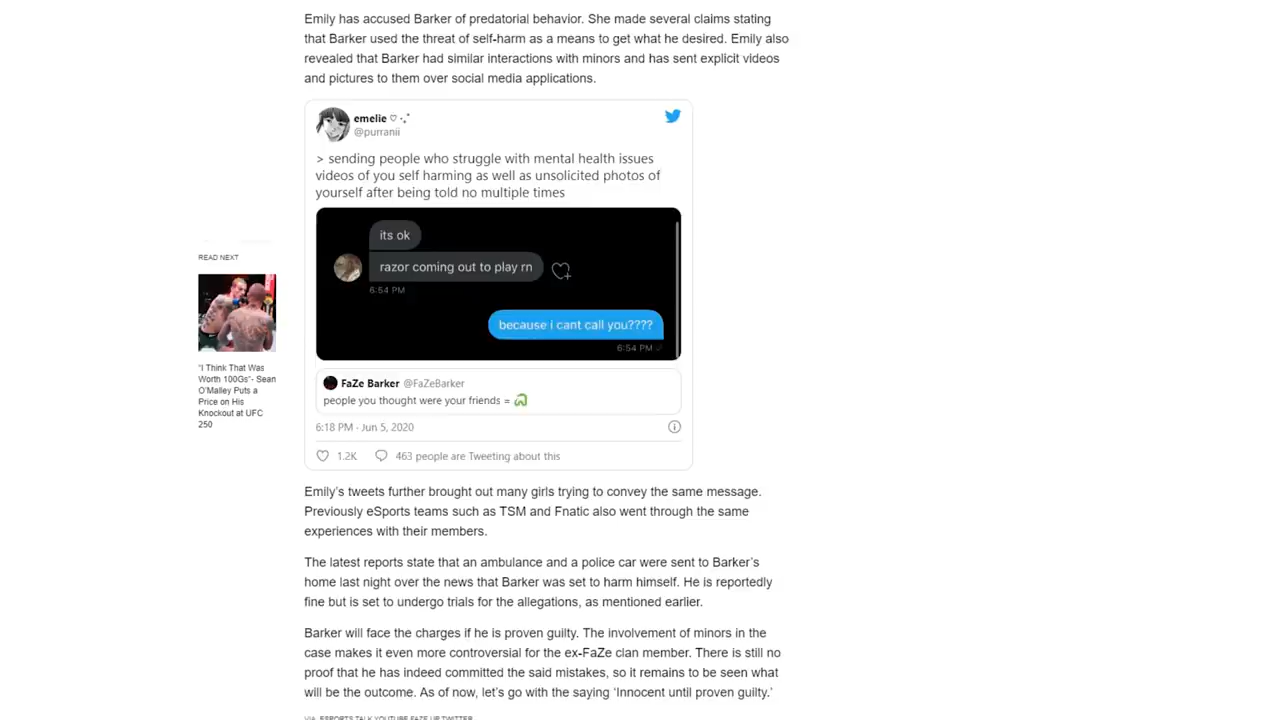 Emily has accused Barker of predatorial behavior. She made several claims stating
that Barker used the threat of self-harm as a means to get what he desired. Emily also
revealed that Barker had similar interactions with minors and has sent explicit videos
and pictures to them over social media applications.
emelie ♡ ·.˚
@purranii
> sending people who struggle with mental health issues
videos of you self harming as well as unsolicited photos of
yourself after being told no multiple times
its ok
razor coming out to play rn
6:54 PM
because i cant call you????
6:54 PM ✓
FaZe Barker @FaZeBarker
people you thought were your friends = 🐍
6:18 PM · Jun 5, 2020
1.2K 463 people are Tweeting about this
READ NEXT
"I Think That Was
Worth 100Gs"- Sean
O'Malley Puts a
Price on His
Knockout at UFC
250
Emily's tweets further brought out many girls trying to convey the same message.
Previously eSports teams such as TSM and Fnatic also went through the same
experiences with their members.
The latest reports state that an ambulance and a police car were sent to Barker's
home last night over the news that Barker was set to harm himself. He is reportedly
fine but is set to undergo trials for the allegations, as mentioned earlier.
Barker will face the charges if he is proven guilty. The involvement of minors in the
case makes it even more controversial for the ex-FaZe clan member. There is still no
proof that he has indeed committed the said mistakes, so it remains to be seen what
will be the outcome. As of now, let's go with the saying 'Innocent until proven guilty.'
VIA ESPORTS TALK YOUTUBE FAZE UP TWITTER